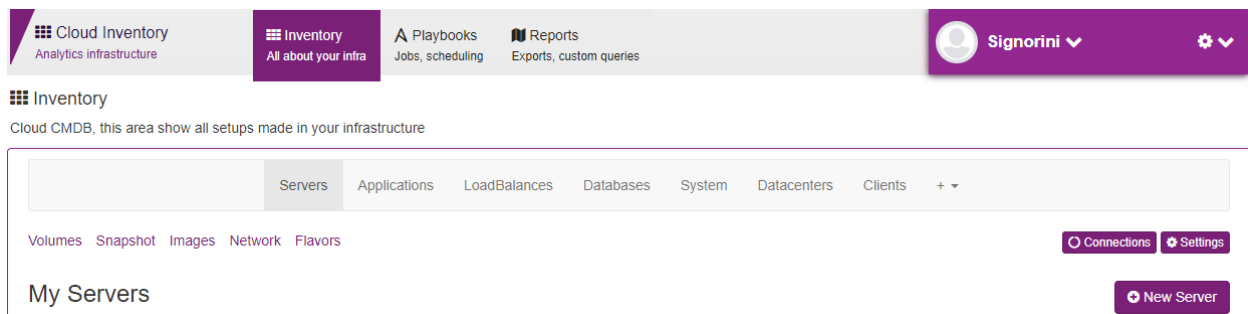 Cloud Inventory
Analytics infrastructure
Inventory
All about your infra
Playbooks
Jobs, scheduling
Reports
Exports, custom queries
Signorini
Inventory
Cloud CMDB, this area show all setups made in your infrastructure
Servers Applications LoadBalances Databases System Datacenters Clients +
Volumes Snapshot Images Network Flavors Connections Settings
My Servers New Server